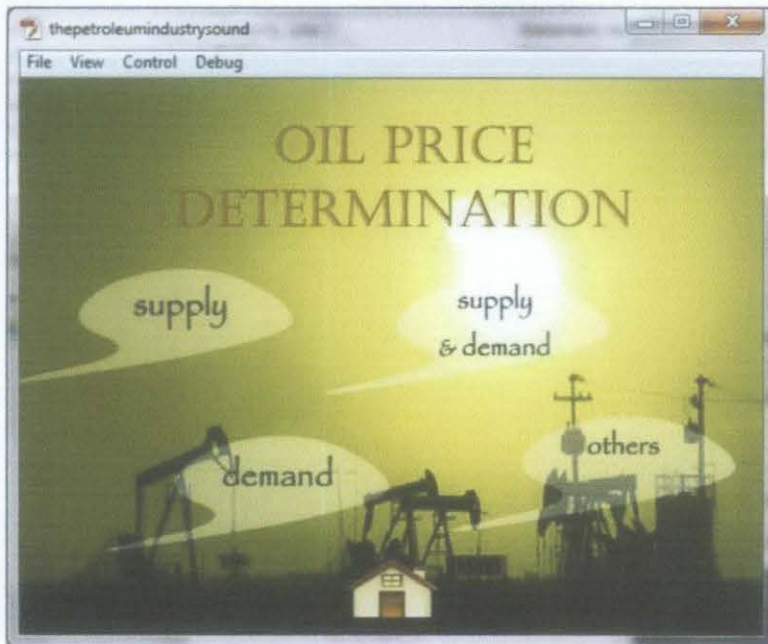 thepetroleumindustrysound
File View Control Debug
OIL PRICE
DETERMINATION
supply
supply
& demand
demand
others